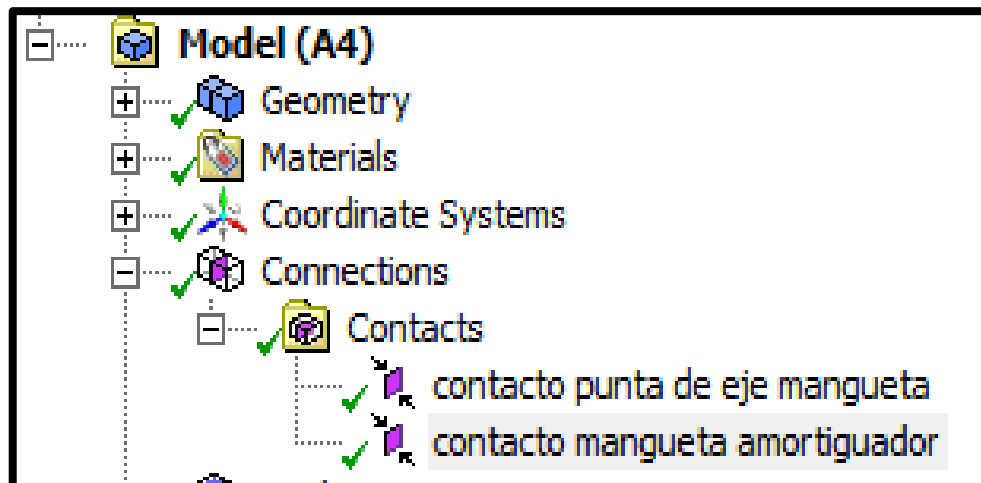 Model (A4)
Geometry
Materials
Coordinate Systems
Connections
Contacts
contacto punta de eje mangueta
contacto mangueta amortiguador